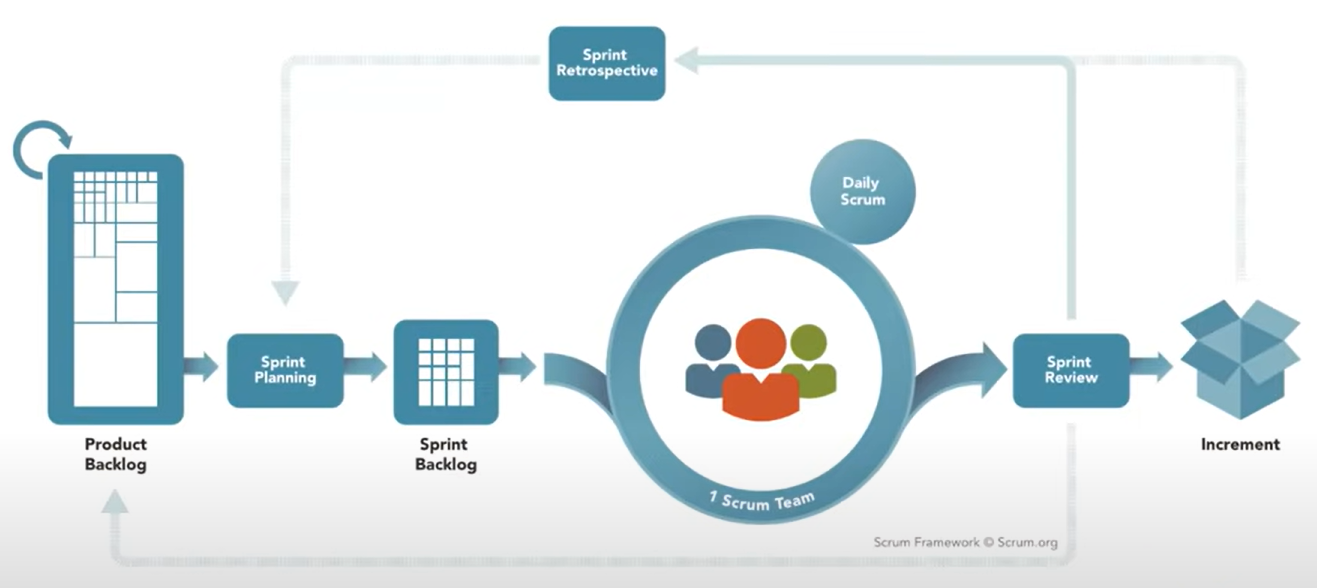 Sprint
Retrospective
Daily
Scrum
Sprint
Planning
Sprint
Review
Product
Backlog
Sprint
Backlog
1 Scrum Team
Increment
Scrum Framework © Scrum.org